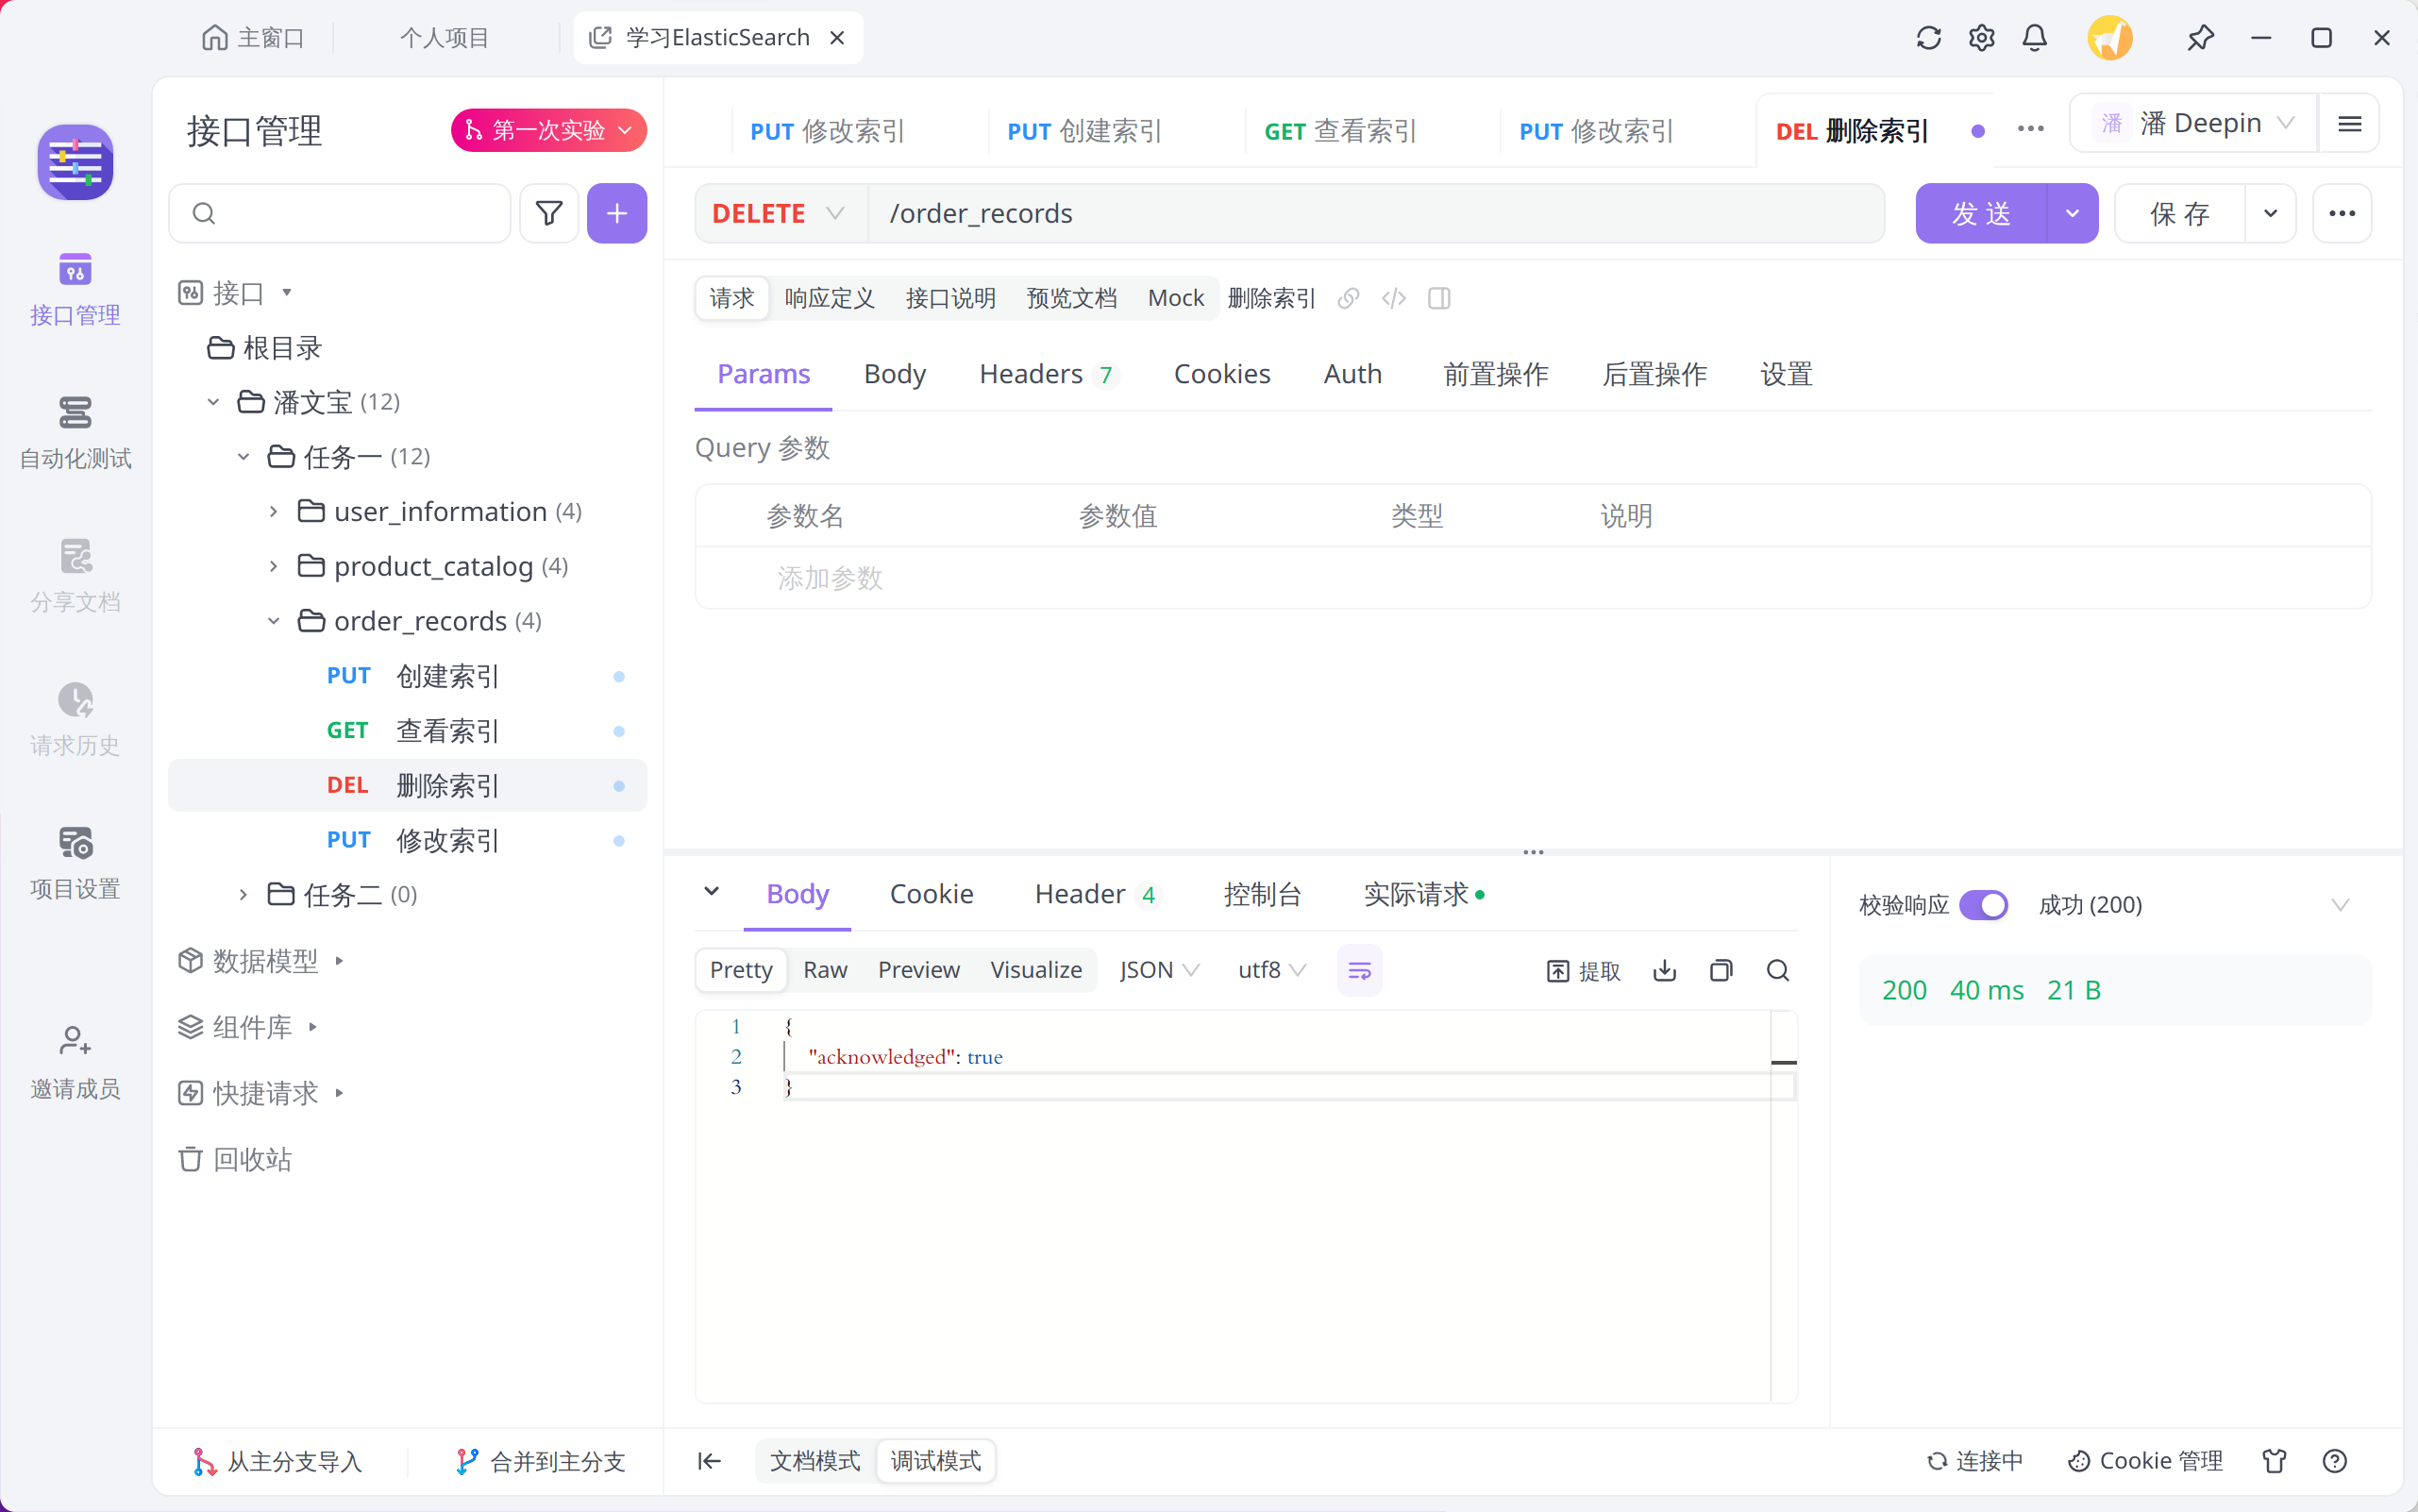 主窗口
个人项目
学习ElasticSearch
接口管理
第一次实验
PUT 修改索引
PUT 创建索引
GET 查看索引
PUT 修改索引
DEL 删除索引
潘 潘 Deepin
DELETE /order_records
发 送
保 存
接口管理
自动化测试
分享文档
请求历史
项目设置
邀请成员
接口
根目录
潘文宝 (12)
任务一 (12)
user_information (4)
product_catalog (4)
order_records (4)
PUT 创建索引
GET 查看索引
DEL 删除索引
PUT 修改索引
任务二 (0)
数据模型
组件库
快捷请求
回收站
从主分支导入
合并到主分支
请求 响应定义 接口说明 预览文档 Mock 删除索引
Params Body Headers 7 Cookies Auth 前置操作 后置操作 设置
Query 参数
参数名 参数值 类型 说明
添加参数
Body Cookie Header 4 控制台 实际请求
Pretty Raw Preview Visualize JSON utf8 提取
1 {
2 "acknowledged": true
3 }
校验响应 成功 (200)
200 40 ms 21 B
文档模式 调试模式
连接中 Cookie 管理